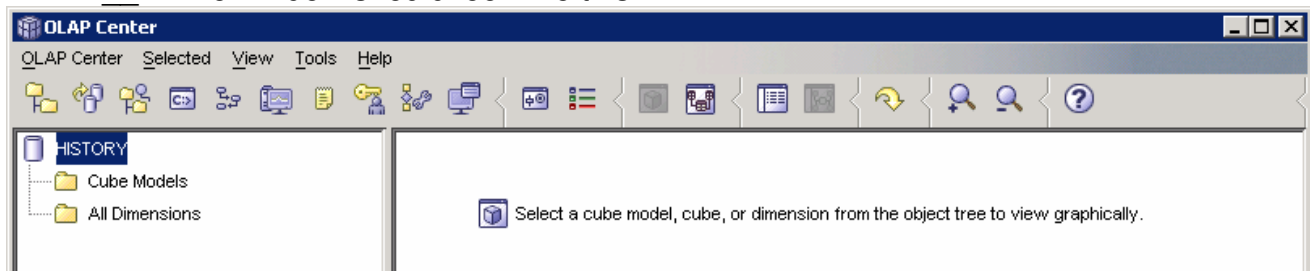 OLAP Center
OLAP Center Selected View Tools Help
HISTORY
Cube Models
All Dimensions
Select a cube model, cube, or dimension from the object tree to view graphically.